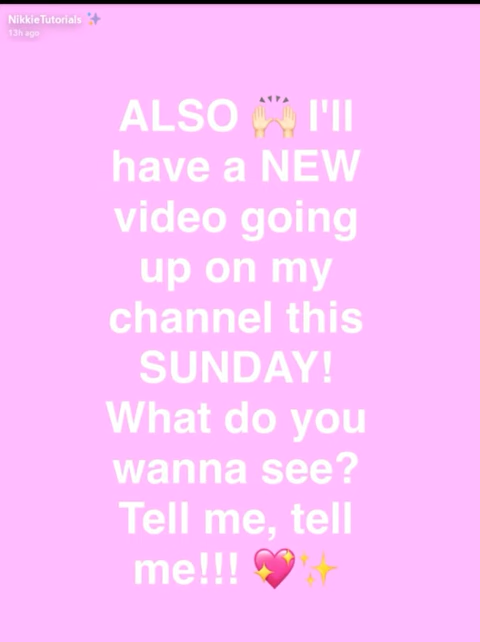 NikkieTutorials ✨
13h ago
ALSO 🙌🏻 I'll
have a NEW
video going
up on my
channel this
SUNDAY!
What do you
wanna see?
Tell me, tell
me!!! 💖✨